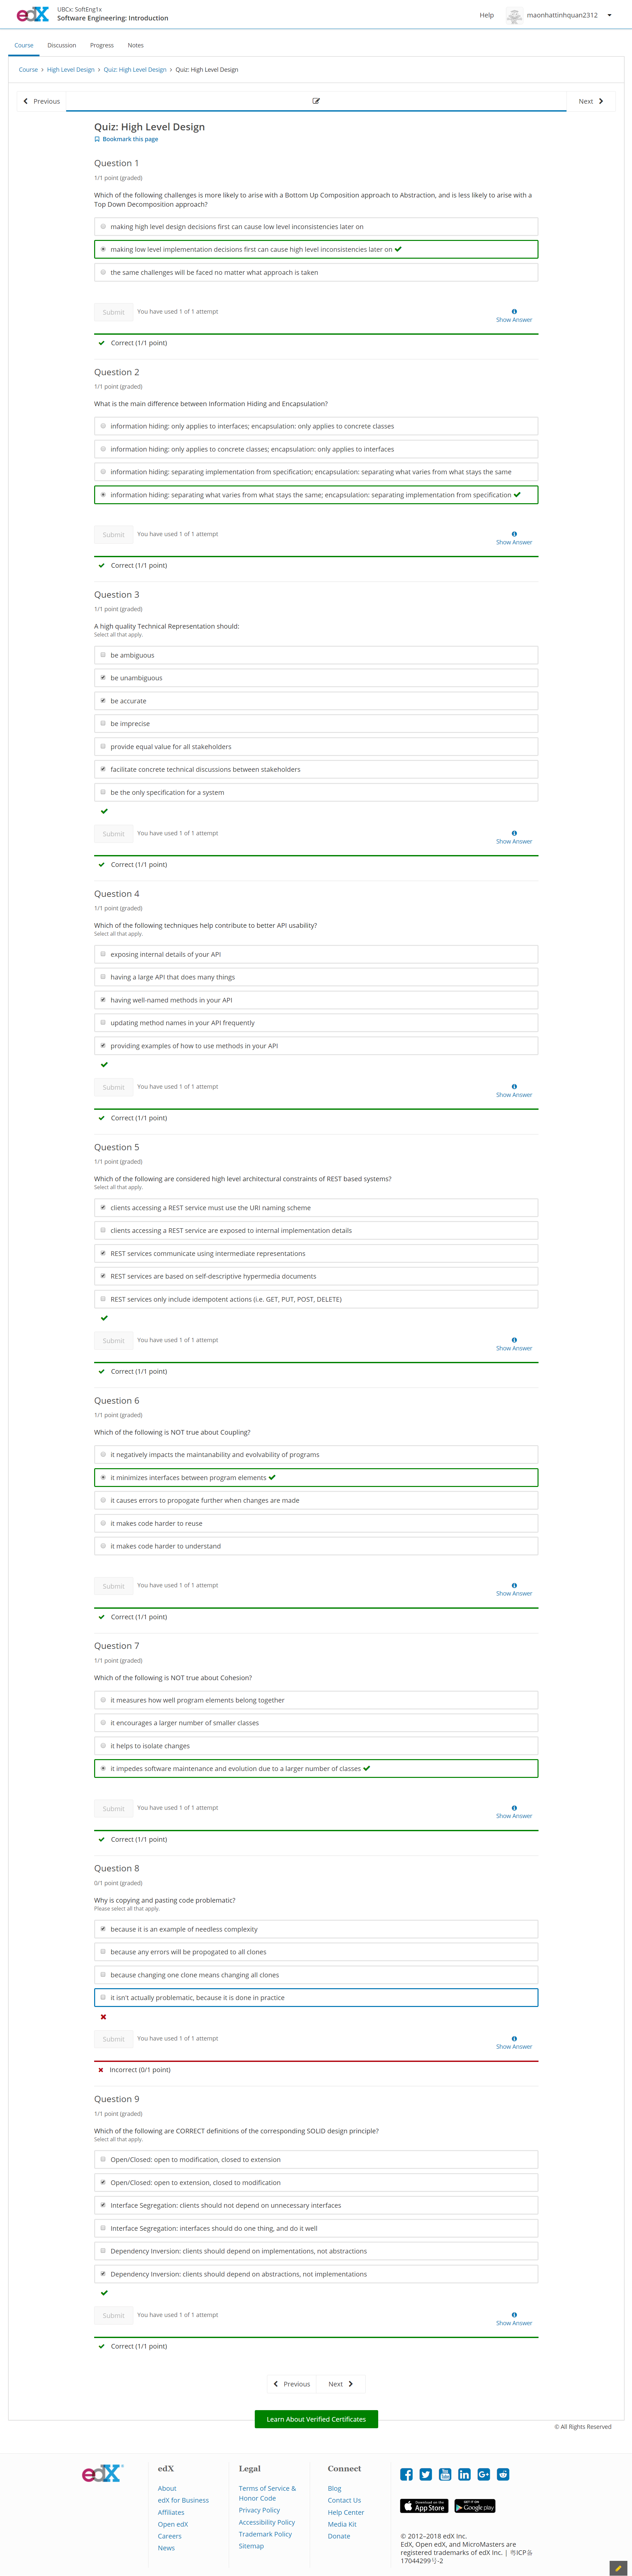 edX
UBCx: SoftEng1x
Software Engineering: Introduction
Help
maonhattinhquan2312
Course
Discussion
Progress
Notes
Course > High Level Design > Quiz: High Level Design > Quiz: High Level Design
Previous
Next
Quiz: High Level Design
Bookmark this page
Question 1
1/1 point (graded)
Which of the following challenges is more likely to arise with a Bottom Up Composition approach to Abstraction, and is less likely to arise with a
Top Down Decomposition approach?
making high level design decisions first can cause low level inconsistencies later on
making low level implementation decisions first can cause high level inconsistencies later on
the same challenges will be faced no matter what approach is taken
Submit
You have used 1 of 1 attempt
Show Answer
Correct (1/1 point)
Question 2
1/1 point (graded)
What is the main difference between Information Hiding and Encapsulation?
information hiding: only applies to interfaces; encapsulation: only applies to concrete classes
information hiding: only applies to concrete classes; encapsulation: only applies to interfaces
information hiding: separating implementation from specification; encapsulation: separating what varies from what stays the same
information hiding: separating what varies from what stays the same; encapsulation: separating implementation from specification
Submit
You have used 1 of 1 attempt
Show Answer
Correct (1/1 point)
Question 3
1/1 point (graded)
A high quality Technical Representation should:
Select all that apply.
be ambiguous
be unambiguous
be accurate
be imprecise
provide equal value for all stakeholders
facilitate concrete technical discussions between stakeholders
be the only specification for a system
Submit
You have used 1 of 1 attempt
Show Answer
Correct (1/1 point)
Question 4
1/1 point (graded)
Which of the following techniques help contribute to better API usability?
Select all that apply.
exposing internal details of your API
having a large API that does many things
having well-named methods in your API
updating method names in your API frequently
providing examples of how to use methods in your API
Submit
You have used 1 of 1 attempt
Show Answer
Correct (1/1 point)
Question 5
1/1 point (graded)
Which of the following are considered high level architectural constraints of REST based systems?
Select all that apply.
clients accessing a REST service must use the URI naming scheme
clients accessing a REST service are exposed to internal implementation details
REST services communicate using intermediate representations
REST services are based on self-descriptive hypermedia documents
REST services only include idempotent actions (i.e. GET, PUT, POST, DELETE)
Submit
You have used 1 of 1 attempt
Show Answer
Correct (1/1 point)
Question 6
1/1 point (graded)
Which of the following is NOT true about Coupling?
it negatively impacts the maintanability and evolvability of programs
it minimizes interfaces between program elements
it causes errors to propogate further when changes are made
it makes code harder to reuse
it makes code harder to understand
Submit
You have used 1 of 1 attempt
Show Answer
Correct (1/1 point)
Question 7
1/1 point (graded)
Which of the following is NOT true about Cohesion?
it measures how well program elements belong together
it encourages a larger number of smaller classes
it helps to isolate changes
it impedes software maintenance and evolution due to a larger number of classes
Submit
You have used 1 of 1 attempt
Show Answer
Correct (1/1 point)
Question 8
0/1 point (graded)
Why is copying and pasting code problematic?
Please select all that apply.
because it is an example of needless complexity
because any errors will be propogated to all clones
because changing one clone means changing all clones
it isn't actually problematic, because it is done in practice
Submit
You have used 1 of 1 attempt
Show Answer
Incorrect (0/1 point)
Question 9
1/1 point (graded)
Which of the following are CORRECT definitions of the corresponding SOLID design principle?
Select all that apply.
Open/Closed: open to modification, closed to extension
Open/Closed: open to extension, closed to modification
Interface Segregation: clients should not depend on unnecessary interfaces
Interface Segregation: interfaces should do one thing, and do it well
Dependency Inversion: clients should depend on implementations, not abstractions
Dependency Inversion: clients should depend on abstractions, not implementations
Submit
You have used 1 of 1 attempt
Show Answer
Correct (1/1 point)
Previous
Next
Learn About Verified Certificates
© All Rights Reserved
edX
edX
About
edX for Business
Affiliates
Open edX
Careers
News
Legal
Terms of Service &
Honor Code
Privacy Policy
Accessibility Policy
Trademark Policy
Sitemap
Connect
Blog
Contact Us
Help Center
Media Kit
Donate
Download on the
App Store
GET IT ON
Google play
© 2012–2018 edX Inc.
EdX, Open edX, and MicroMasters are
registered trademarks of edX Inc. | 粤ICP备
17044299号-2